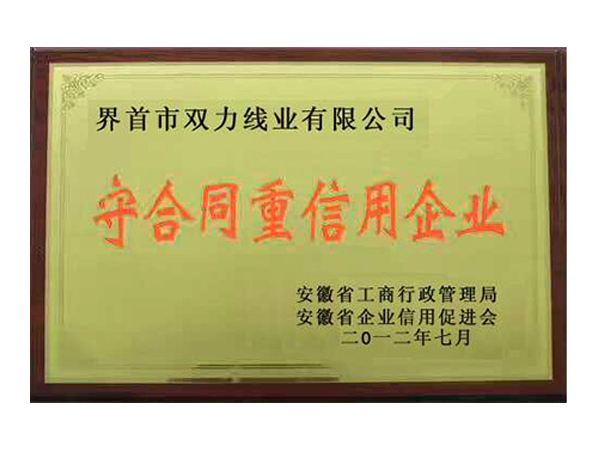 界首市双力线业有限公司
守合同重信用企业
安徽省工商行政管理局
安徽省企业信用促进会
二0一二年七月